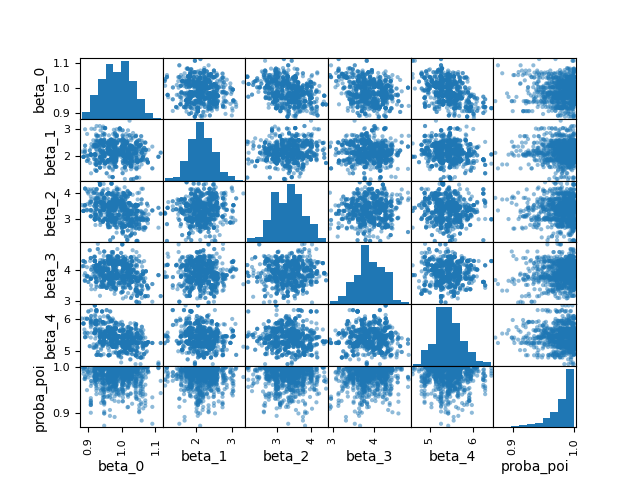 beta_0
1.1
1.0
0.9
beta_1
3
2
beta_2
4
3
beta_3
4
3
beta_4
6
5
proba_poi
1.0
0.9
0.9 1.0 1.1 2 3 3 4 3 4 5 6 0.9 1.0
beta_0 beta_1 beta_2 beta_3 beta_4 proba_poi